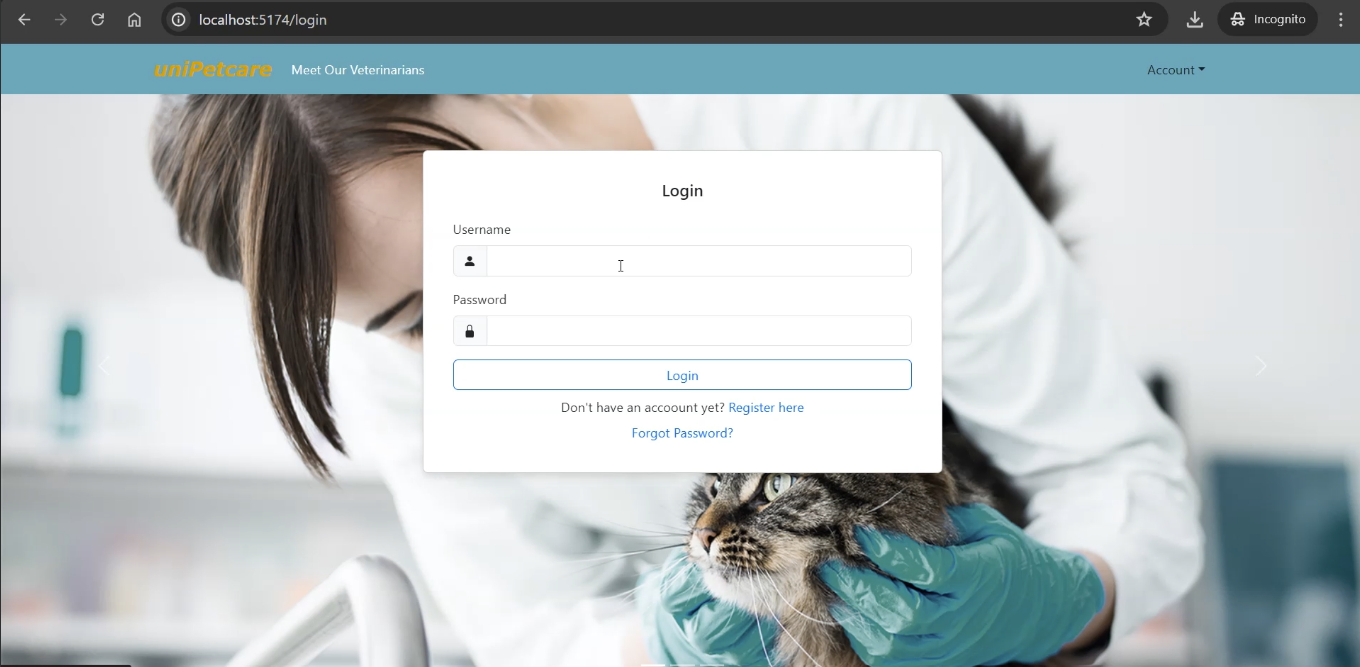 localhost:5174/login
Incognito
uniPetcare Meet Our Veterinarians Account
Login
Username
Password
Login
Don't have an accoount yet? Register here
Forgot Password?